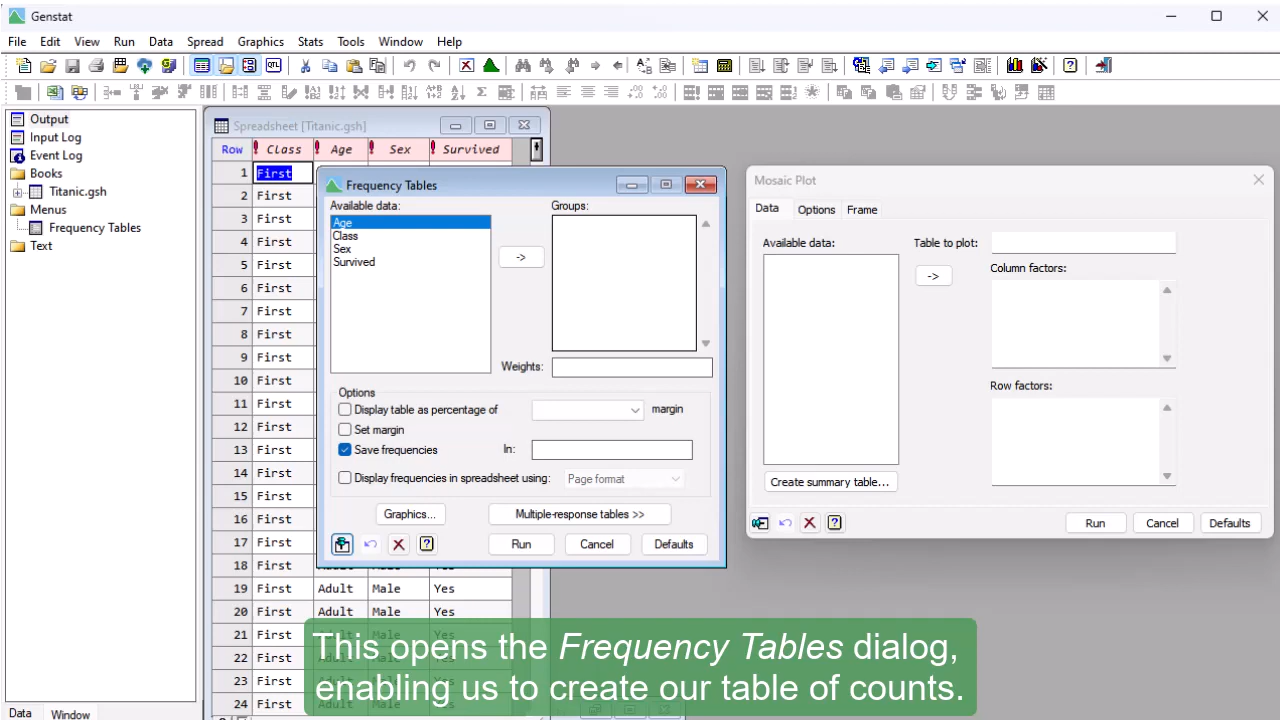 Genstat
File Edit View Run Data Spread Graphics Stats Tools Window Help
Output
Input Log
Event Log
Books
Titanic.gsh
Menus
Frequency Tables
Text
Data Window
Spreadsheet [Titanic.gsh]
Row ! Class ! Age ! Sex ! Survived
1 First
2 First
3 First
4 First
5 First
6 First
7 First
8 First
9 First
10 First
11 First
12 First
13 First
14 First
15 First
16 First
17 First
18 First
19 First Adult Male Yes
20 First Adult Male Yes
21 First
22 First
23 First
24 First
Frequency Tables
Available data:
Age
Class
Sex
Survived
->
Groups:
Weights:
Options
Display table as percentage of margin
Set margin
Save frequencies In:
Display frequencies in spreadsheet using: Page format
Graphics... Multiple-response tables >>
Run Cancel Defaults
Mosaic Plot
Data Options Frame
Available data:
Table to plot:
->
Column factors:
Row factors:
Create summary table...
Run Cancel Defaults
This opens the Frequency Tables dialog,
enabling us to create our table of counts.